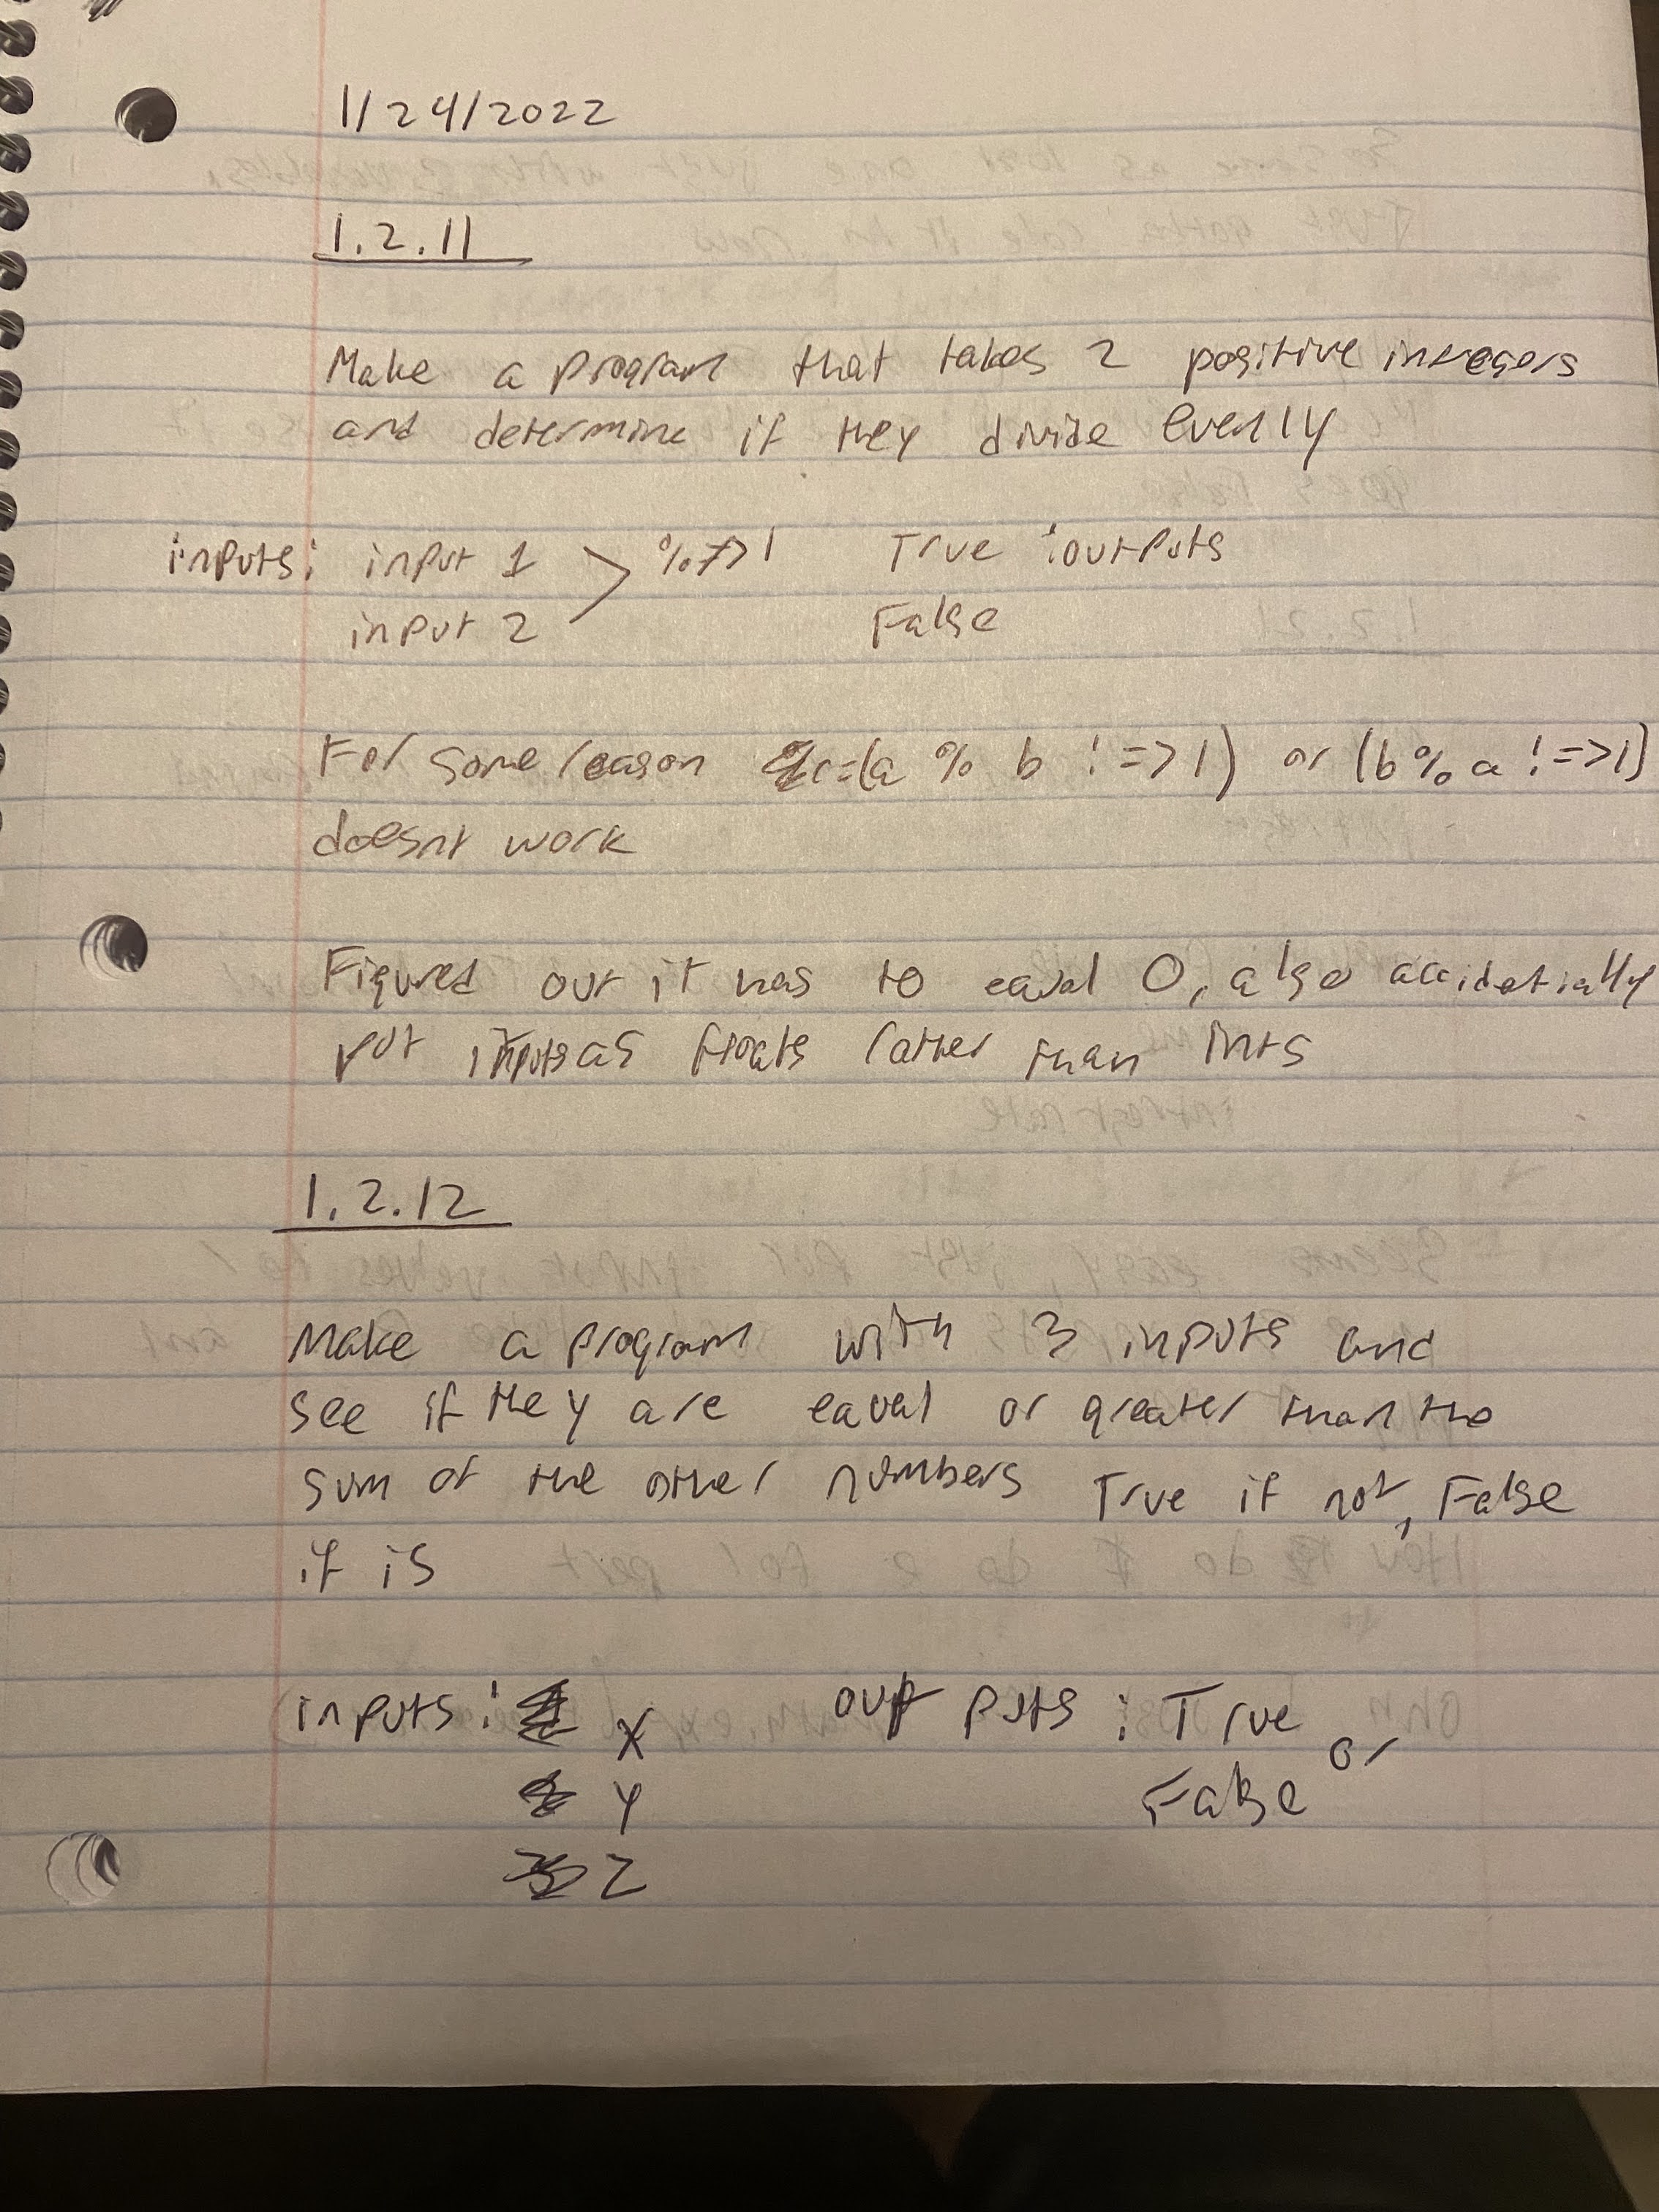 1/24/2022
1.2.11
Make a program that takes 2 positive integers
and determine if they divide evenly
inputs: input 1 > % >1 True :outputs
input 2 False
For some reason c=(a % b !=>1) or (b % a !=>1)
doesnt work
Figured out it has to equal 0, also accidetially
put inputs as floats rather than ints
1.2.12
Make a program with 3 inputs and
see if they are equal or greater than the
sum of the other numbers True if not, False
if is
inputs: X out puts : True or
Y False
Z